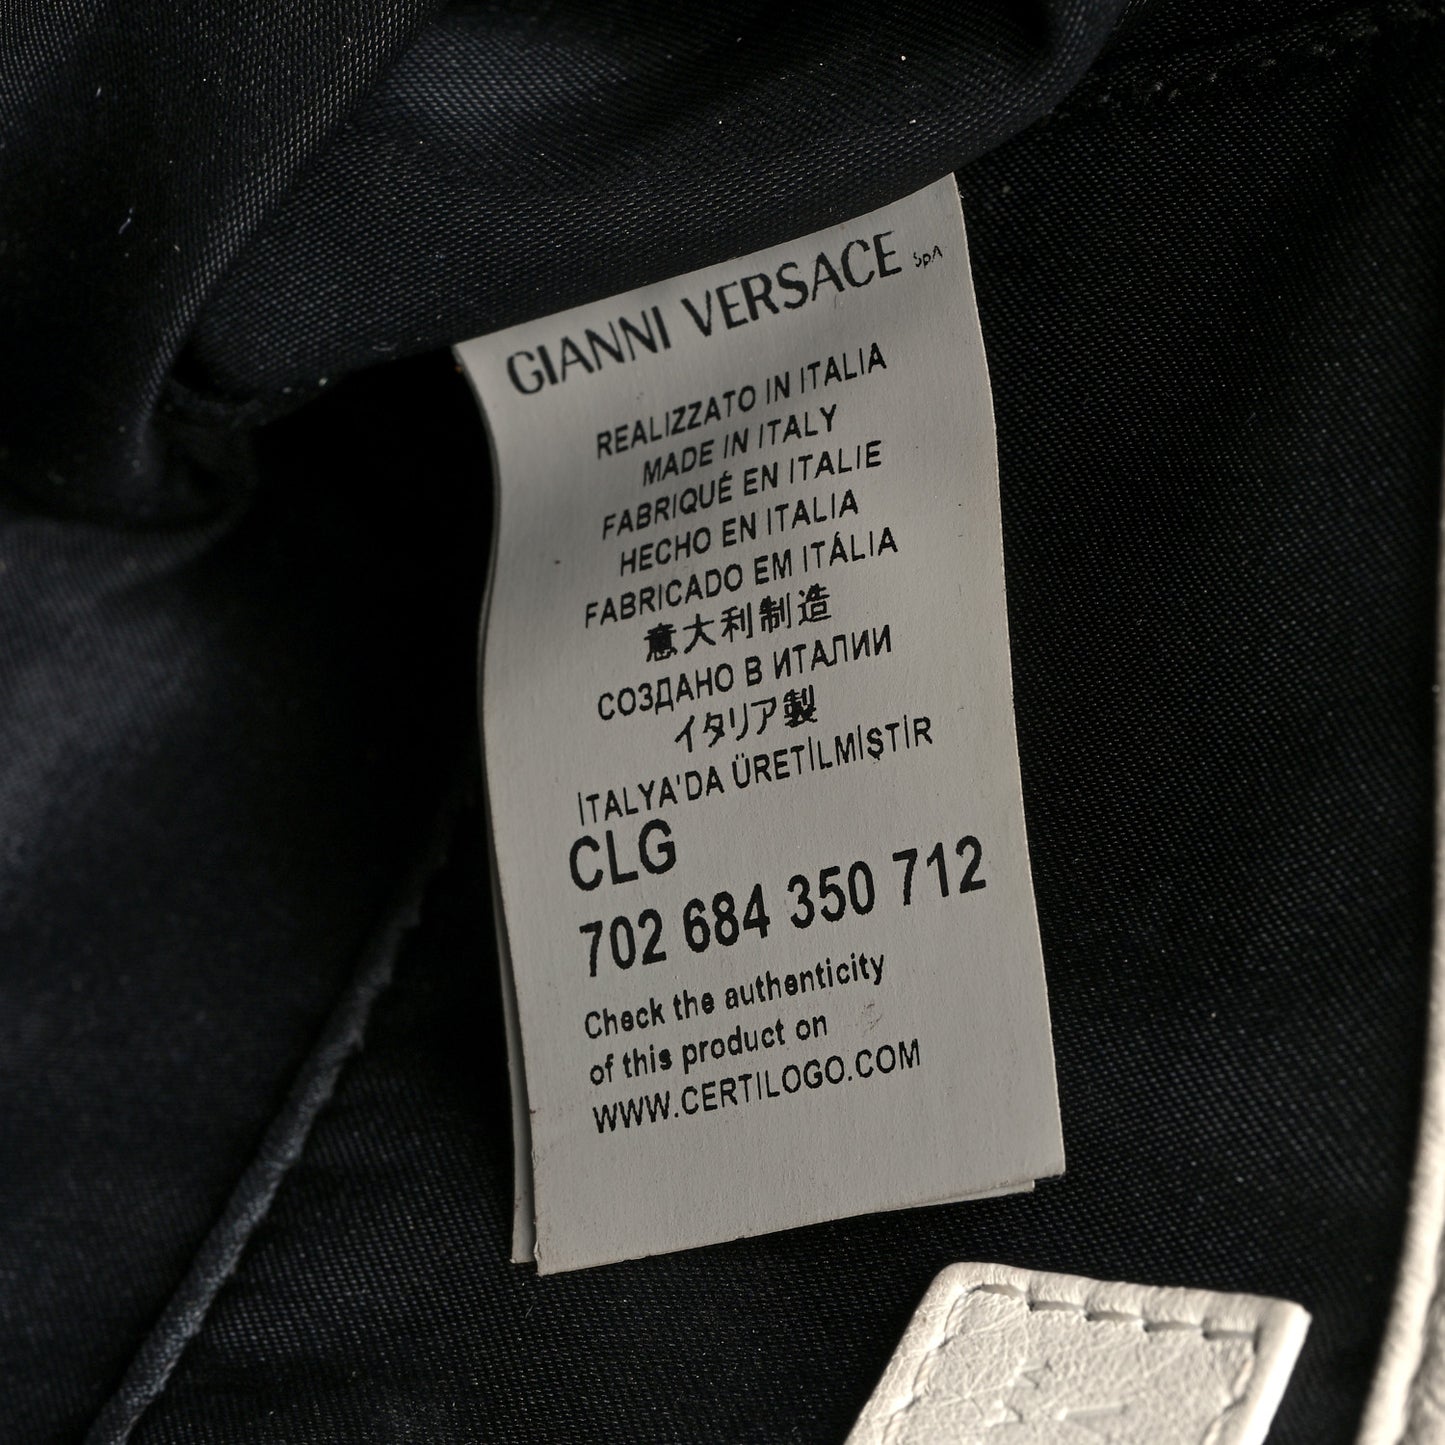 GIANNI VERSACE SpA
REALIZZATO IN ITALIA
MADE IN ITALY
FABRIQUÉ EN ITALIE
HECHO EN ITALIA
FABRICADO EM ITÁLIA
意大利制造
СОЗДАНО В ИТАЛИИ
イタリア製
İTALYA'DA ÜRETİLMİŞTİR
CLG
702 684 350 712
Check the authenticity
of this product on
WWW.CERTILOGO.COM